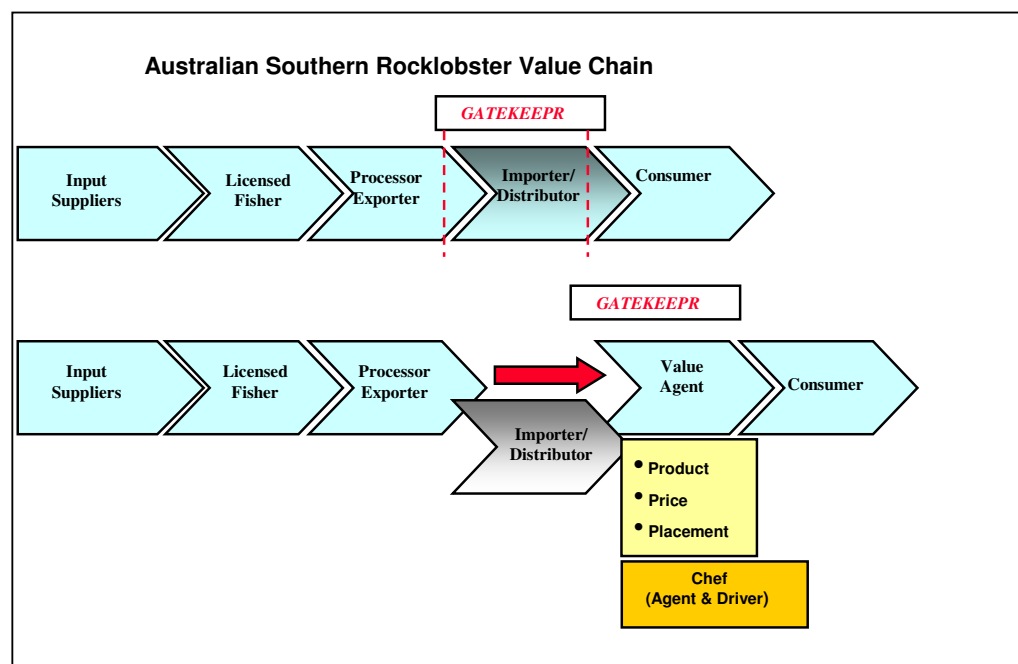 Australian Southern Rocklobster Value Chain
GATEKEEPR
Input
Suppliers
Licensed
Fisher
Processor
Exporter
Importer/
Distributor
Consumer
GATEKEEPR
Input
Suppliers
Licensed
Fisher
Processor
Exporter
Importer/
Distributor
Value
Agent
Consumer
• Product
• Price
• Placement
Chef
(Agent & Driver)